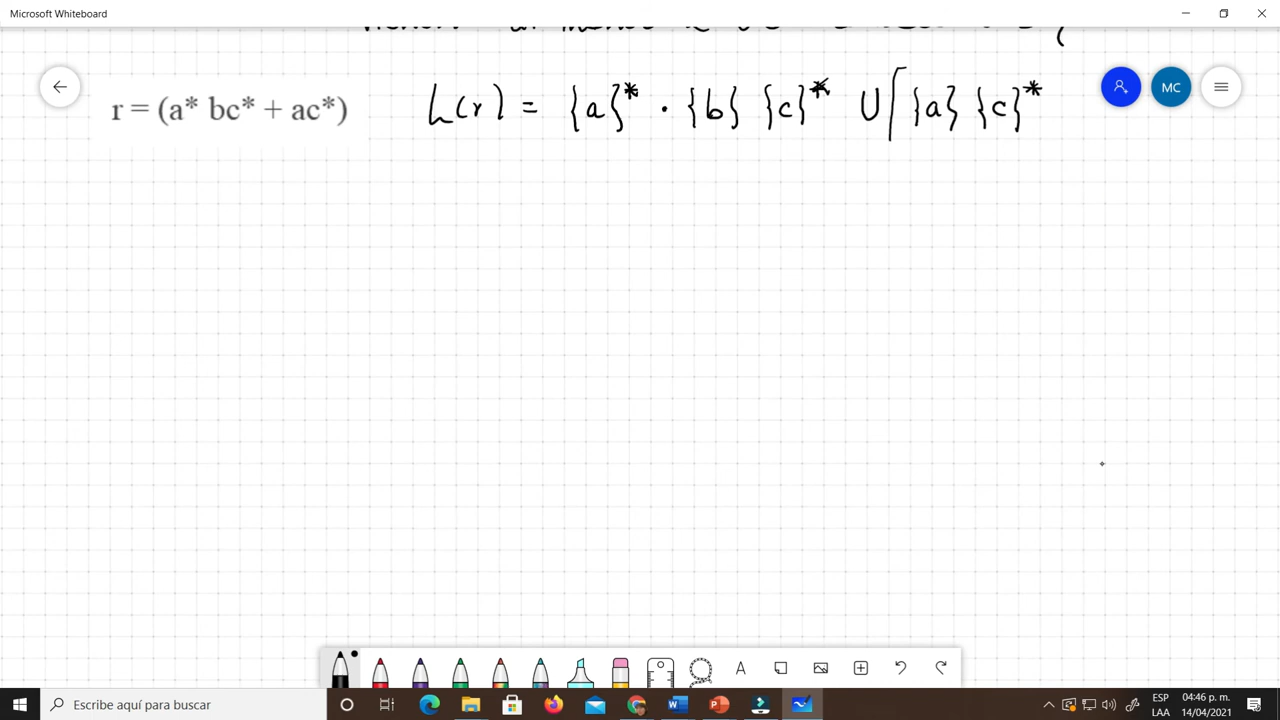 Microsoft Whiteboard
r = (a* bc* + ac*)
L(r) = {a}* · {b} {c}* U [{a} {c}*
MC
A
Escribe aquí para buscar
ESP
LAA
04:46 p. m.
14/04/2021